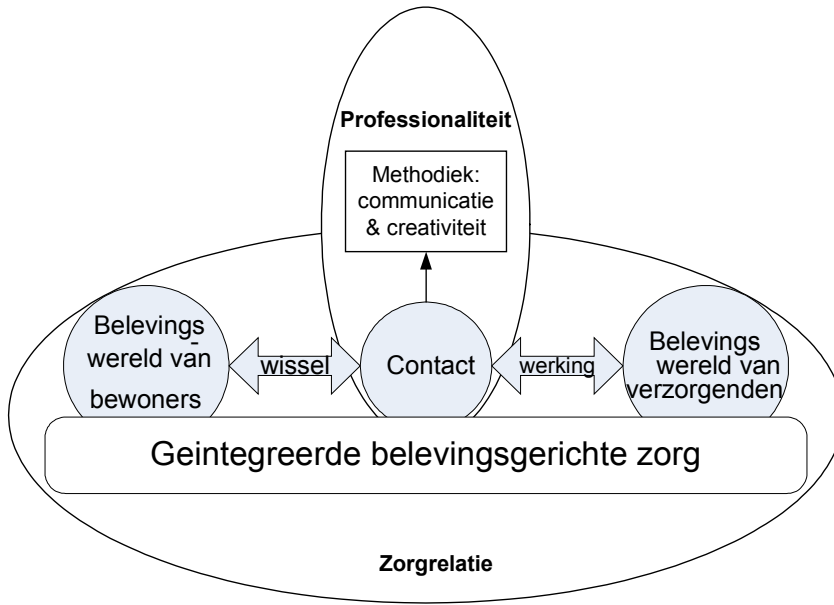 Professionaliteit
Methodiek:
communicatie
& creativiteit
Belevings
-
wereld van
bewoners
wissel
Contact
werking
Belevings
wereld van
verzorgenden
Geintegreerde belevingsgerichte zorg
Zorgrelatie